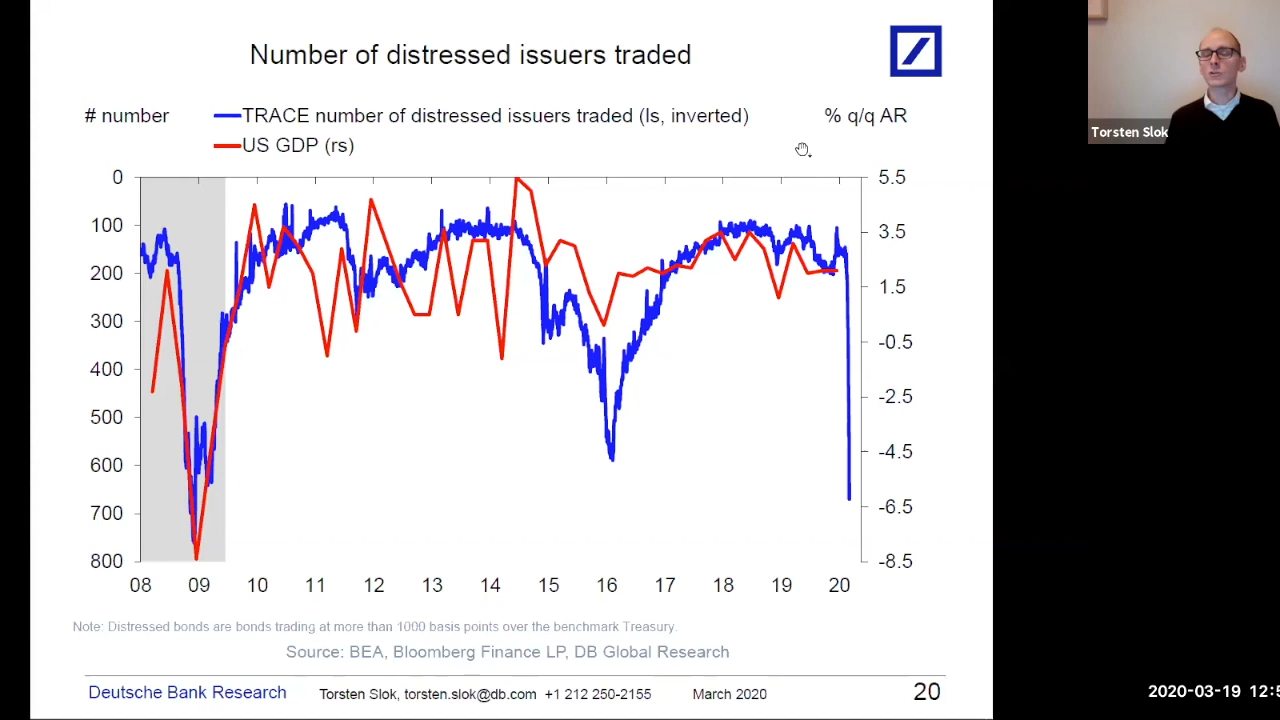 Number of distressed issuers traded
# number
TRACE number of distressed issuers traded (ls, inverted)
% q/q AR
US GDP (rs)
0
100
200
300
400
500
600
700
800
5.5
3.5
1.5
-0.5
-2.5
-4.5
-6.5
-8.5
08 09 10 11 12 13 14 15 16 17 18 19 20
Note: Distressed bonds are bonds trading at more than 1000 basis points over the benchmark Treasury.
Source: BEA, Bloomberg Finance LP, DB Global Research
Deutsche Bank Research
Torsten Slok, torsten.slok@db.com +1 212 250-2155
March 2020
20
Torsten Slok
2020-03-19 12:5